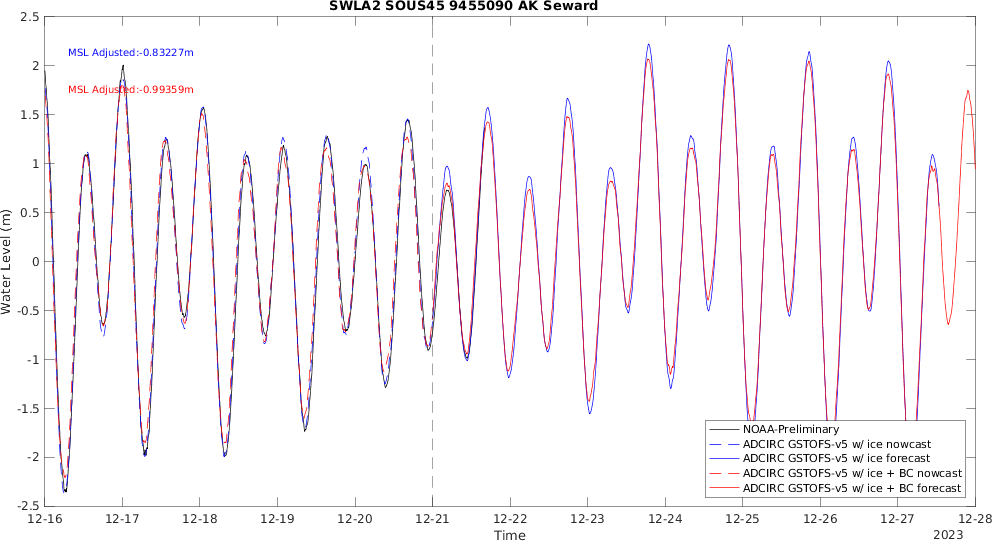 SWLA2 SOUS45 9455090 AK Seward
MSL Adjusted:-0.83227m
MSL Adjusted:-0.99359m
Water Level (m)
2.5
2
1.5
1
0.5
0
-0.5
-1
-1.5
-2
-2.5
NOAA-Preliminary
ADCIRC GSTOFS-v5 w/ ice nowcast
ADCIRC GSTOFS-v5 w/ ice forecast
ADCIRC GSTOFS-v5 w/ ice + BC nowcast
ADCIRC GSTOFS-v5 w/ ice + BC forecast
12-16 12-17 12-18 12-19 12-20 12-21 12-22 12-23 12-24 12-25 12-26 12-27 12-28
Time
2023